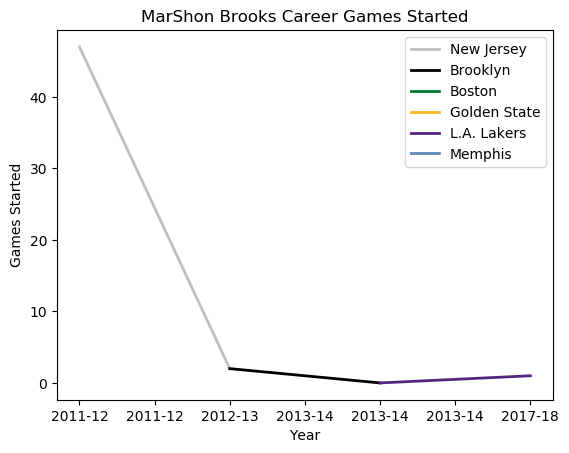 MarShon Brooks Career Games Started
New Jersey
Brooklyn
Boston
Golden State
L.A. Lakers
Memphis
Games Started
40
30
20
10
0
2011-12 2011-12 2012-13 2013-14 2013-14 2013-14 2017-18
Year